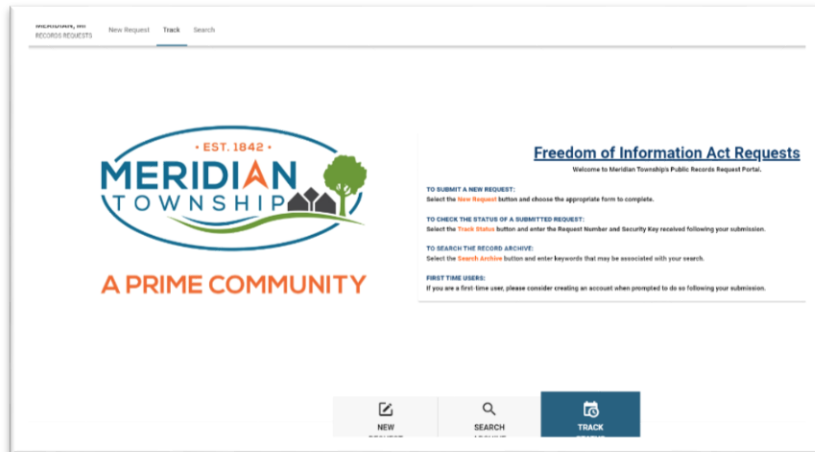 RECORDS REQUESTS
New Request Track Search
• EST. 1842 •
MERIDIAN
TOWNSHIP
A PRIME COMMUNITY
Freedom of Information Act Requests
Welcome to Meridian Township's Public Records Request Portal.
TO SUBMIT A NEW REQUEST:
Select the New Request button and choose the appropriate form to complete.
TO CHECK THE STATUS OF A SUBMITTED REQUEST:
Select the Track Status button and enter the Request Number and Security Key received following your submission.
TO SEARCH THE RECORD ARCHIVE:
Select the Search Archive button and enter keywords that may be associated with your search.
FIRST TIME USERS:
If you are a first-time user, please consider creating an account when prompted to do so following your submission.
NEW
SEARCH
TRACK